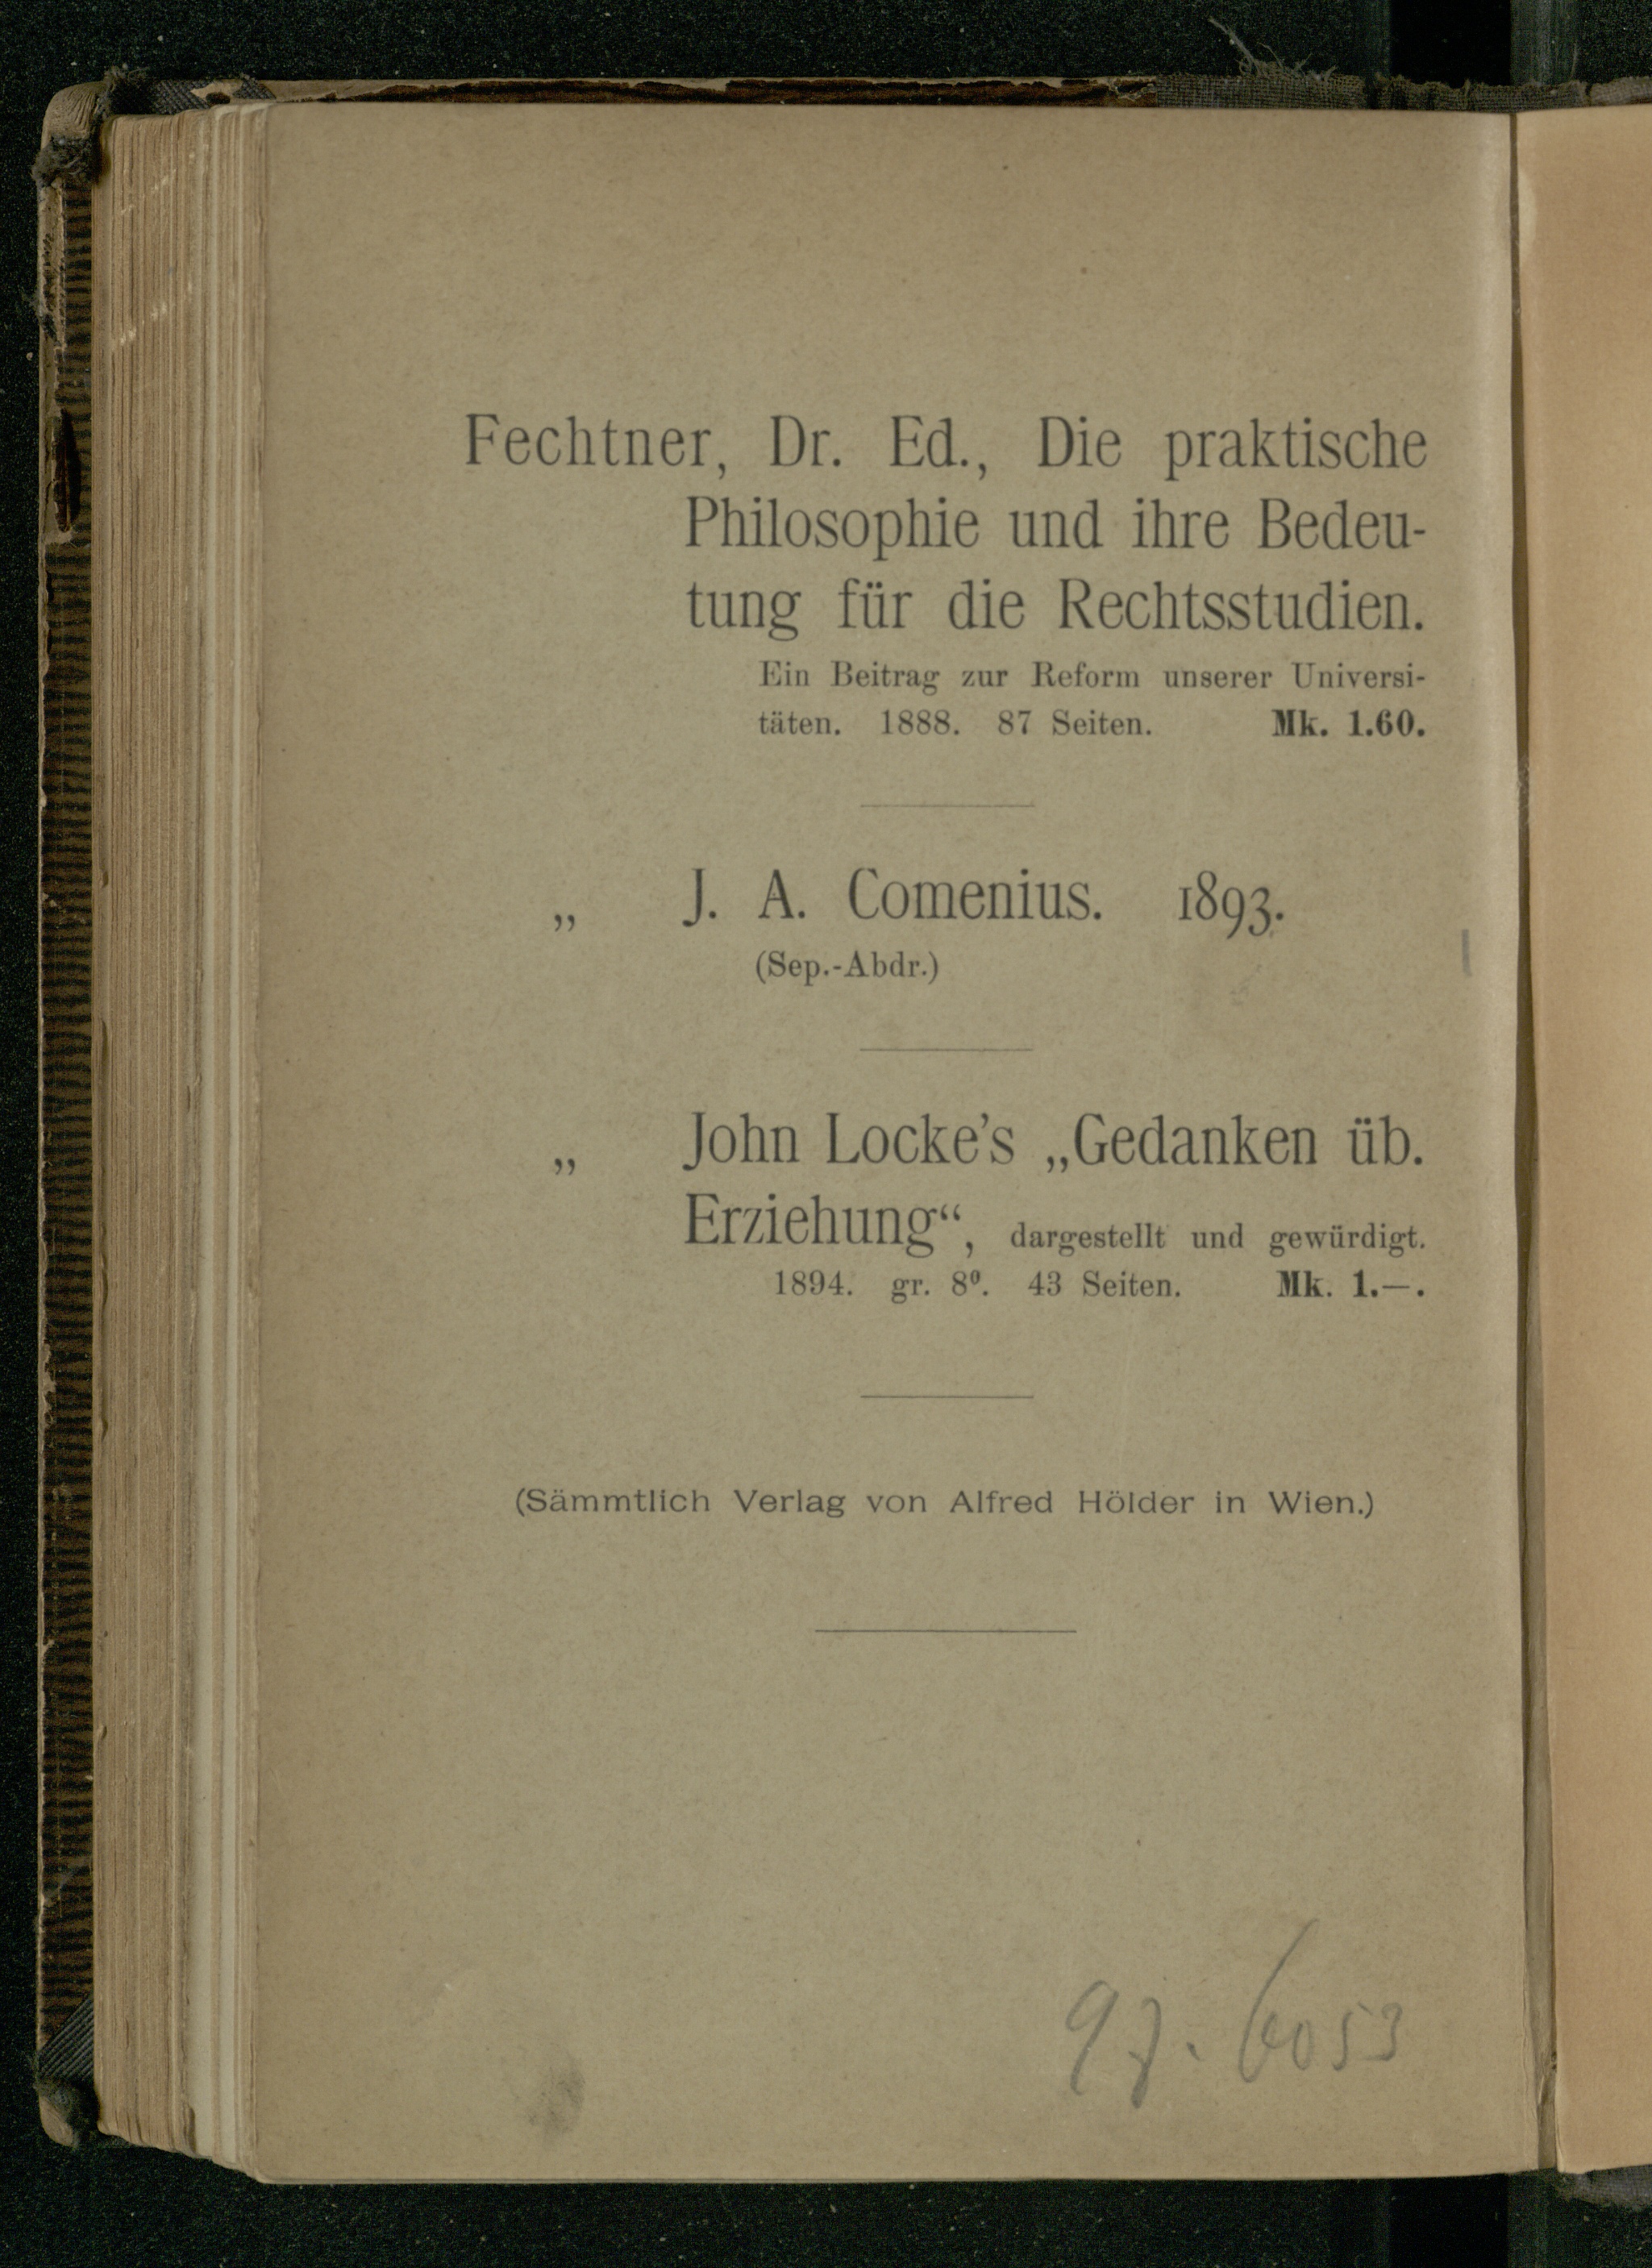 Fechtner, Dr. Ed., Die praktische
Philosophie und ihre Bedeu-
tung für die Rechtsstudien.
Ein Beitrag zur Reform unserer Universi-
täten. 1888. 87 Seiten. Mk. 1.60.
„ J. A. Comenius. 1893.
(Sep.-Abdr.)
„ John Locke's „Gedanken üb.
Erziehung“, dargestellt und gewürdigt.
1894. gr. 8⁰. 43 Seiten. Mk. 1.—.
(Sämmtlich Verlag von Alfred Hölder in Wien.)
97. 6053